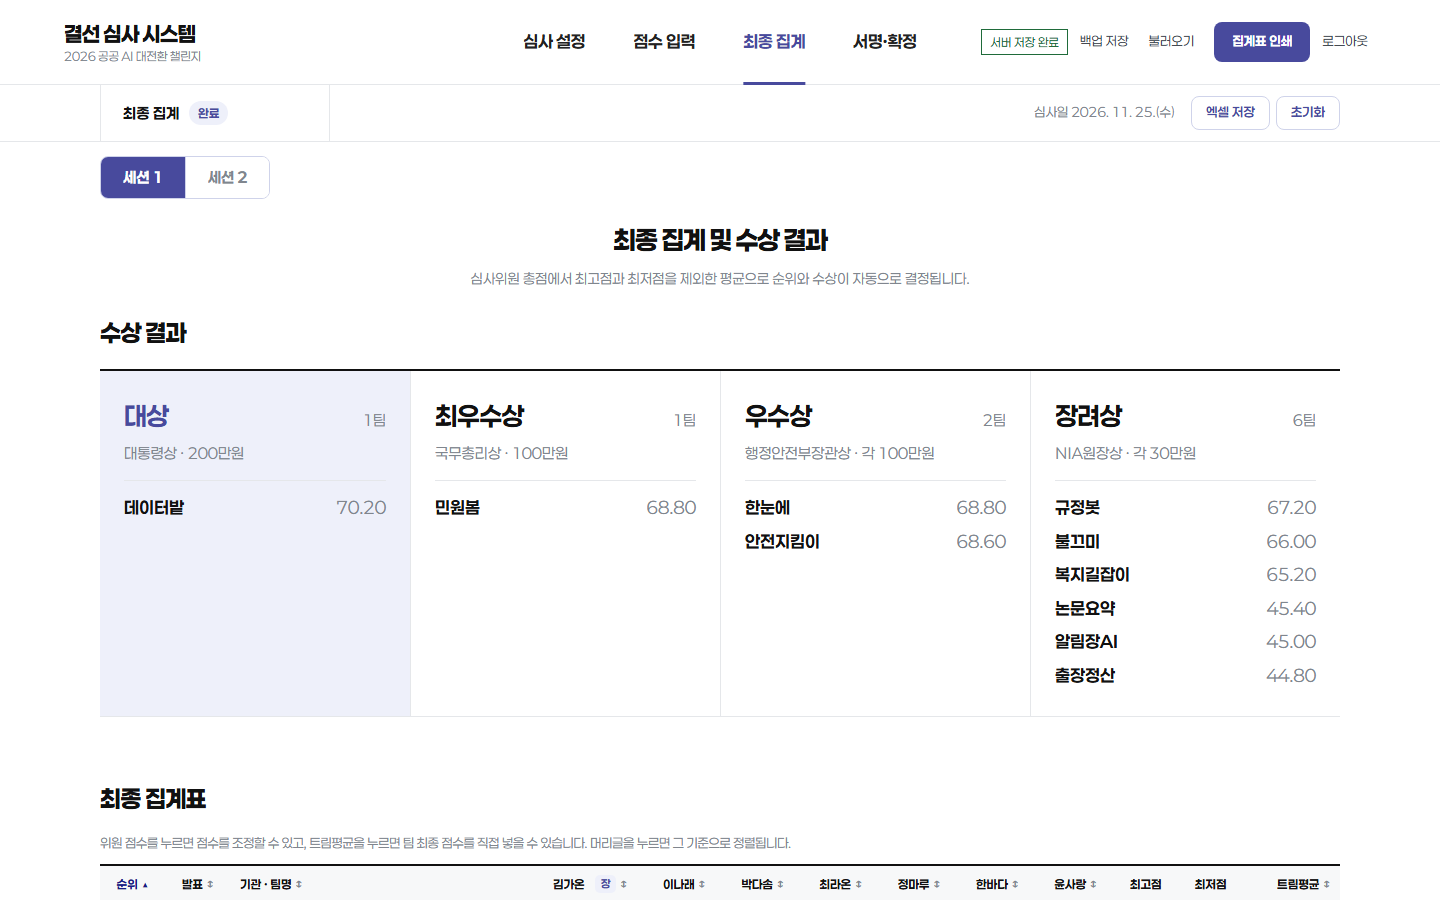 결선 심사 시스템
2026 공공 AI 대전환 챌린지
심사 설정
점수 입력
최종 집계
서명·확정
서버 저장 완료
백업 저장
불러오기
집계표 인쇄
로그아웃
최종 집계 완료
심사일 2026. 11. 25.(수)
엑셀 저장
초기화
세션 1
세션 2
최종 집계 및 수상 결과
심사위원 총점에서 최고점과 최저점을 제외한 평균으로 순위와 수상이 자동으로 결정됩니다.
수상 결과
대상 1팀
대통령상 · 200만원
데이터밭 70.20
최우수상 1팀
국무총리상 · 100만원
민원봄 68.80
우수상 2팀
행정안전부장관상 · 각 100만원
한눈에 68.80
안전지킴이 68.60
장려상 6팀
NIA원장상 · 각 30만원
규정봇 67.20
불끄미 66.00
복지길잡이 65.20
논문요약 45.40
알림장AI 45.00
출장정산 44.80
최종 집계표
위원 점수를 누르면 점수를 조정할 수 있고, 트림평균을 누르면 팀 최종 점수를 직접 넣을 수 있습니다. 머리글을 누르면 그 기준으로 정렬됩니다.
순위 ▲ 발표 ↕ 기관 · 팀명 ↕ 김가온 장 ↕ 이나래 ↕ 박다솜 ↕ 최라온 ↕ 정마루 ↕ 한바다 ↕ 윤사랑 ↕ 최고점 최저점 트림평균 ↕